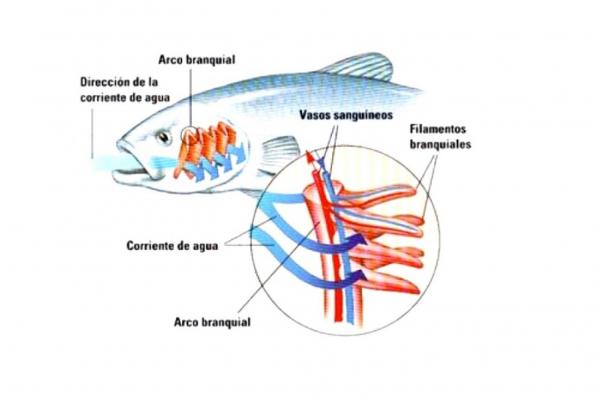 Arco branquial
Dirección de la
corriente de agua
Vasos sanguíneos
Filamentos
branquiales
Corriente de agua
Arco branquial